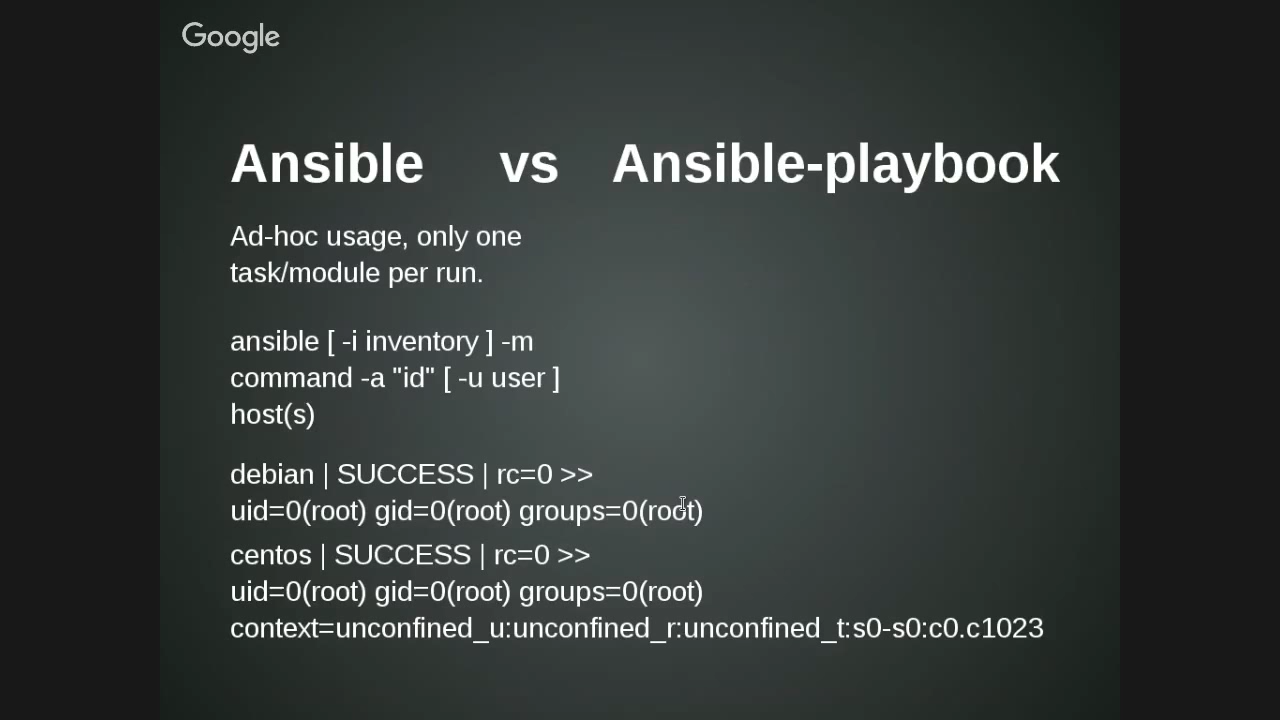 Google
Ansible vs Ansible-playbook
Ad-hoc usage, only one
task/module per run.
ansible [ -i inventory ] -m
command -a "id" [ -u user ]
host(s)
debian | SUCCESS | rc=0 >>
uid=0(root) gid=0(root) groups=0(root)
centos | SUCCESS | rc=0 >>
uid=0(root) gid=0(root) groups=0(root)
context=unconfined_u:unconfined_r:unconfined_t:s0-s0:c0.c1023